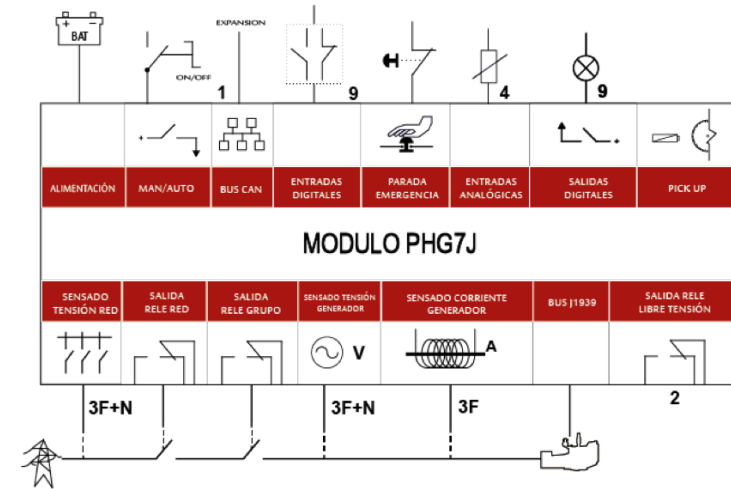 EXPANSION
+ -
BAT
ON/OFF
1
9
4
9
+
+
ALIMENTACIÓN
MAN/AUTO
BUS CAN
ENTRADAS
DIGITALES
PARADA
EMERGENCIA
ENTRADAS
ANALÓGICAS
SALIDAS
DIGITALES
PICK UP
MODULO PHG7J
SENSADO
TENSIÓN RED
SALIDA
RELE RED
SALIDA
RELE GRUPO
SENSADO TENSIÓN
GENERADOR
SENSADO CORRIENTE
GENERADOR
BUS J1939
SALIDA RELE
LIBRE TENSIÓN
V
A
3F+N
3F+N
3F
2